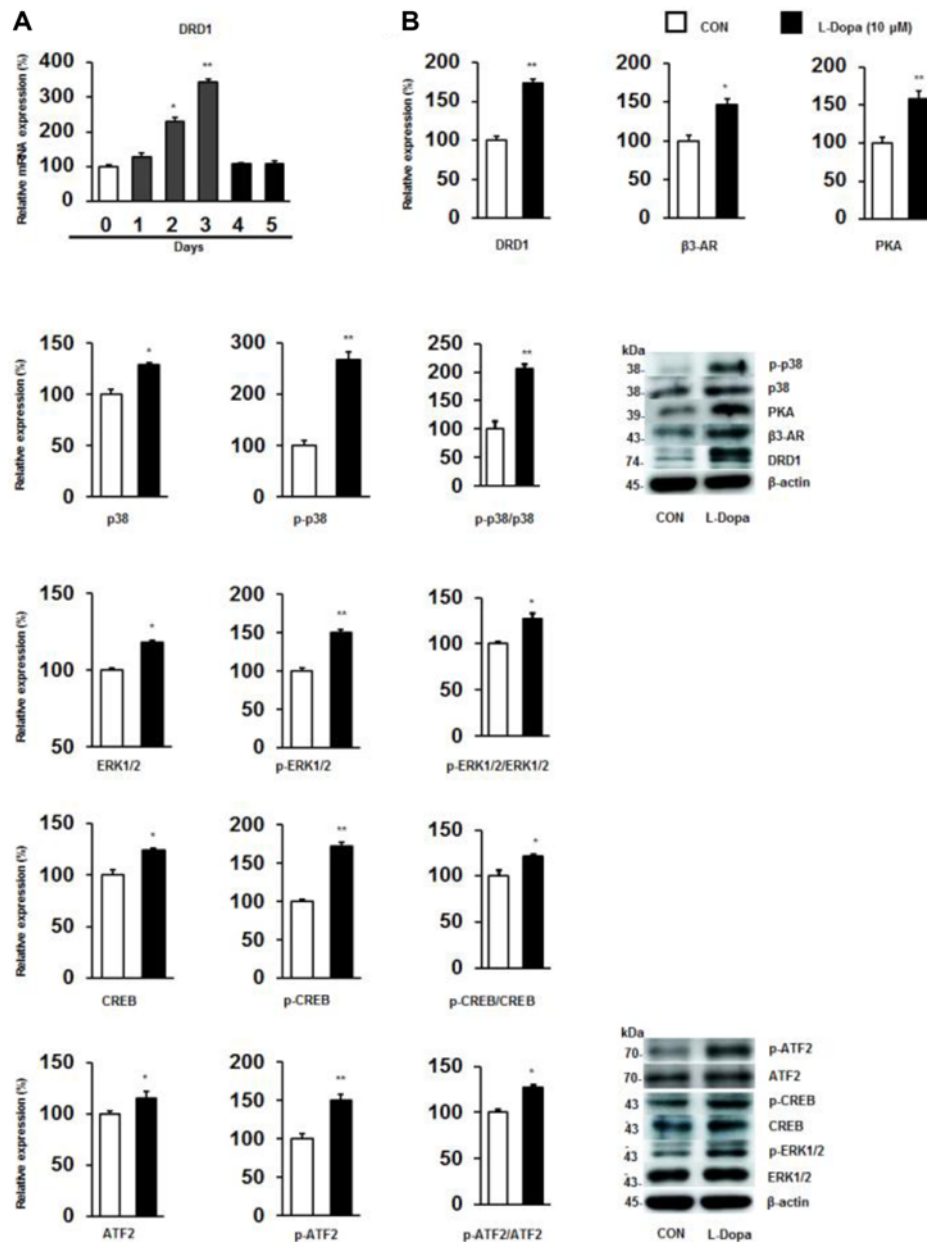 A
B
CON
L-Dopa (10 µM)
DRD1
Relative mRNA expression (%)
500
400
300
200
100
0
0 1 2 3 4 5
Days
**
*
Relative expression (%)
200
150
100
50
0
**
DRD1
200
150
100
50
0
*
β3-AR
200
150
100
50
0
**
PKA
Relative expression (%)
150
100
50
0
*
p38
300
200
100
0
**
p-p38
250
200
150
100
50
0
**
p-p38/p38
kDa
38- p-p38
38- p38
39- PKA
43- β3-AR
74- DRD1
45- β-actin
CON L-Dopa
Relative expression (%)
150
100
50
*
ERK1/2
200
150
100
50
0
**
p-ERK1/2
150
100
50
0
*
p-ERK1/2/ERK1/2
Relative expression (%)
150
100
50
0
*
CREB
200
150
100
50
0
**
p-CREB
150
100
50
0
*
p-CREB/CREB
Relative expression (%)
150
100
50
0
*
ATF2
200
150
100
50
0
**
p-ATF2
150
100
50
0
*
p-ATF2/ATF2
kDa
70- p-ATF2
70- ATF2
43 p-CREB
43 CREB
43 p-ERK1/2
43- ERK1/2
45- β-actin
CON L-Dopa